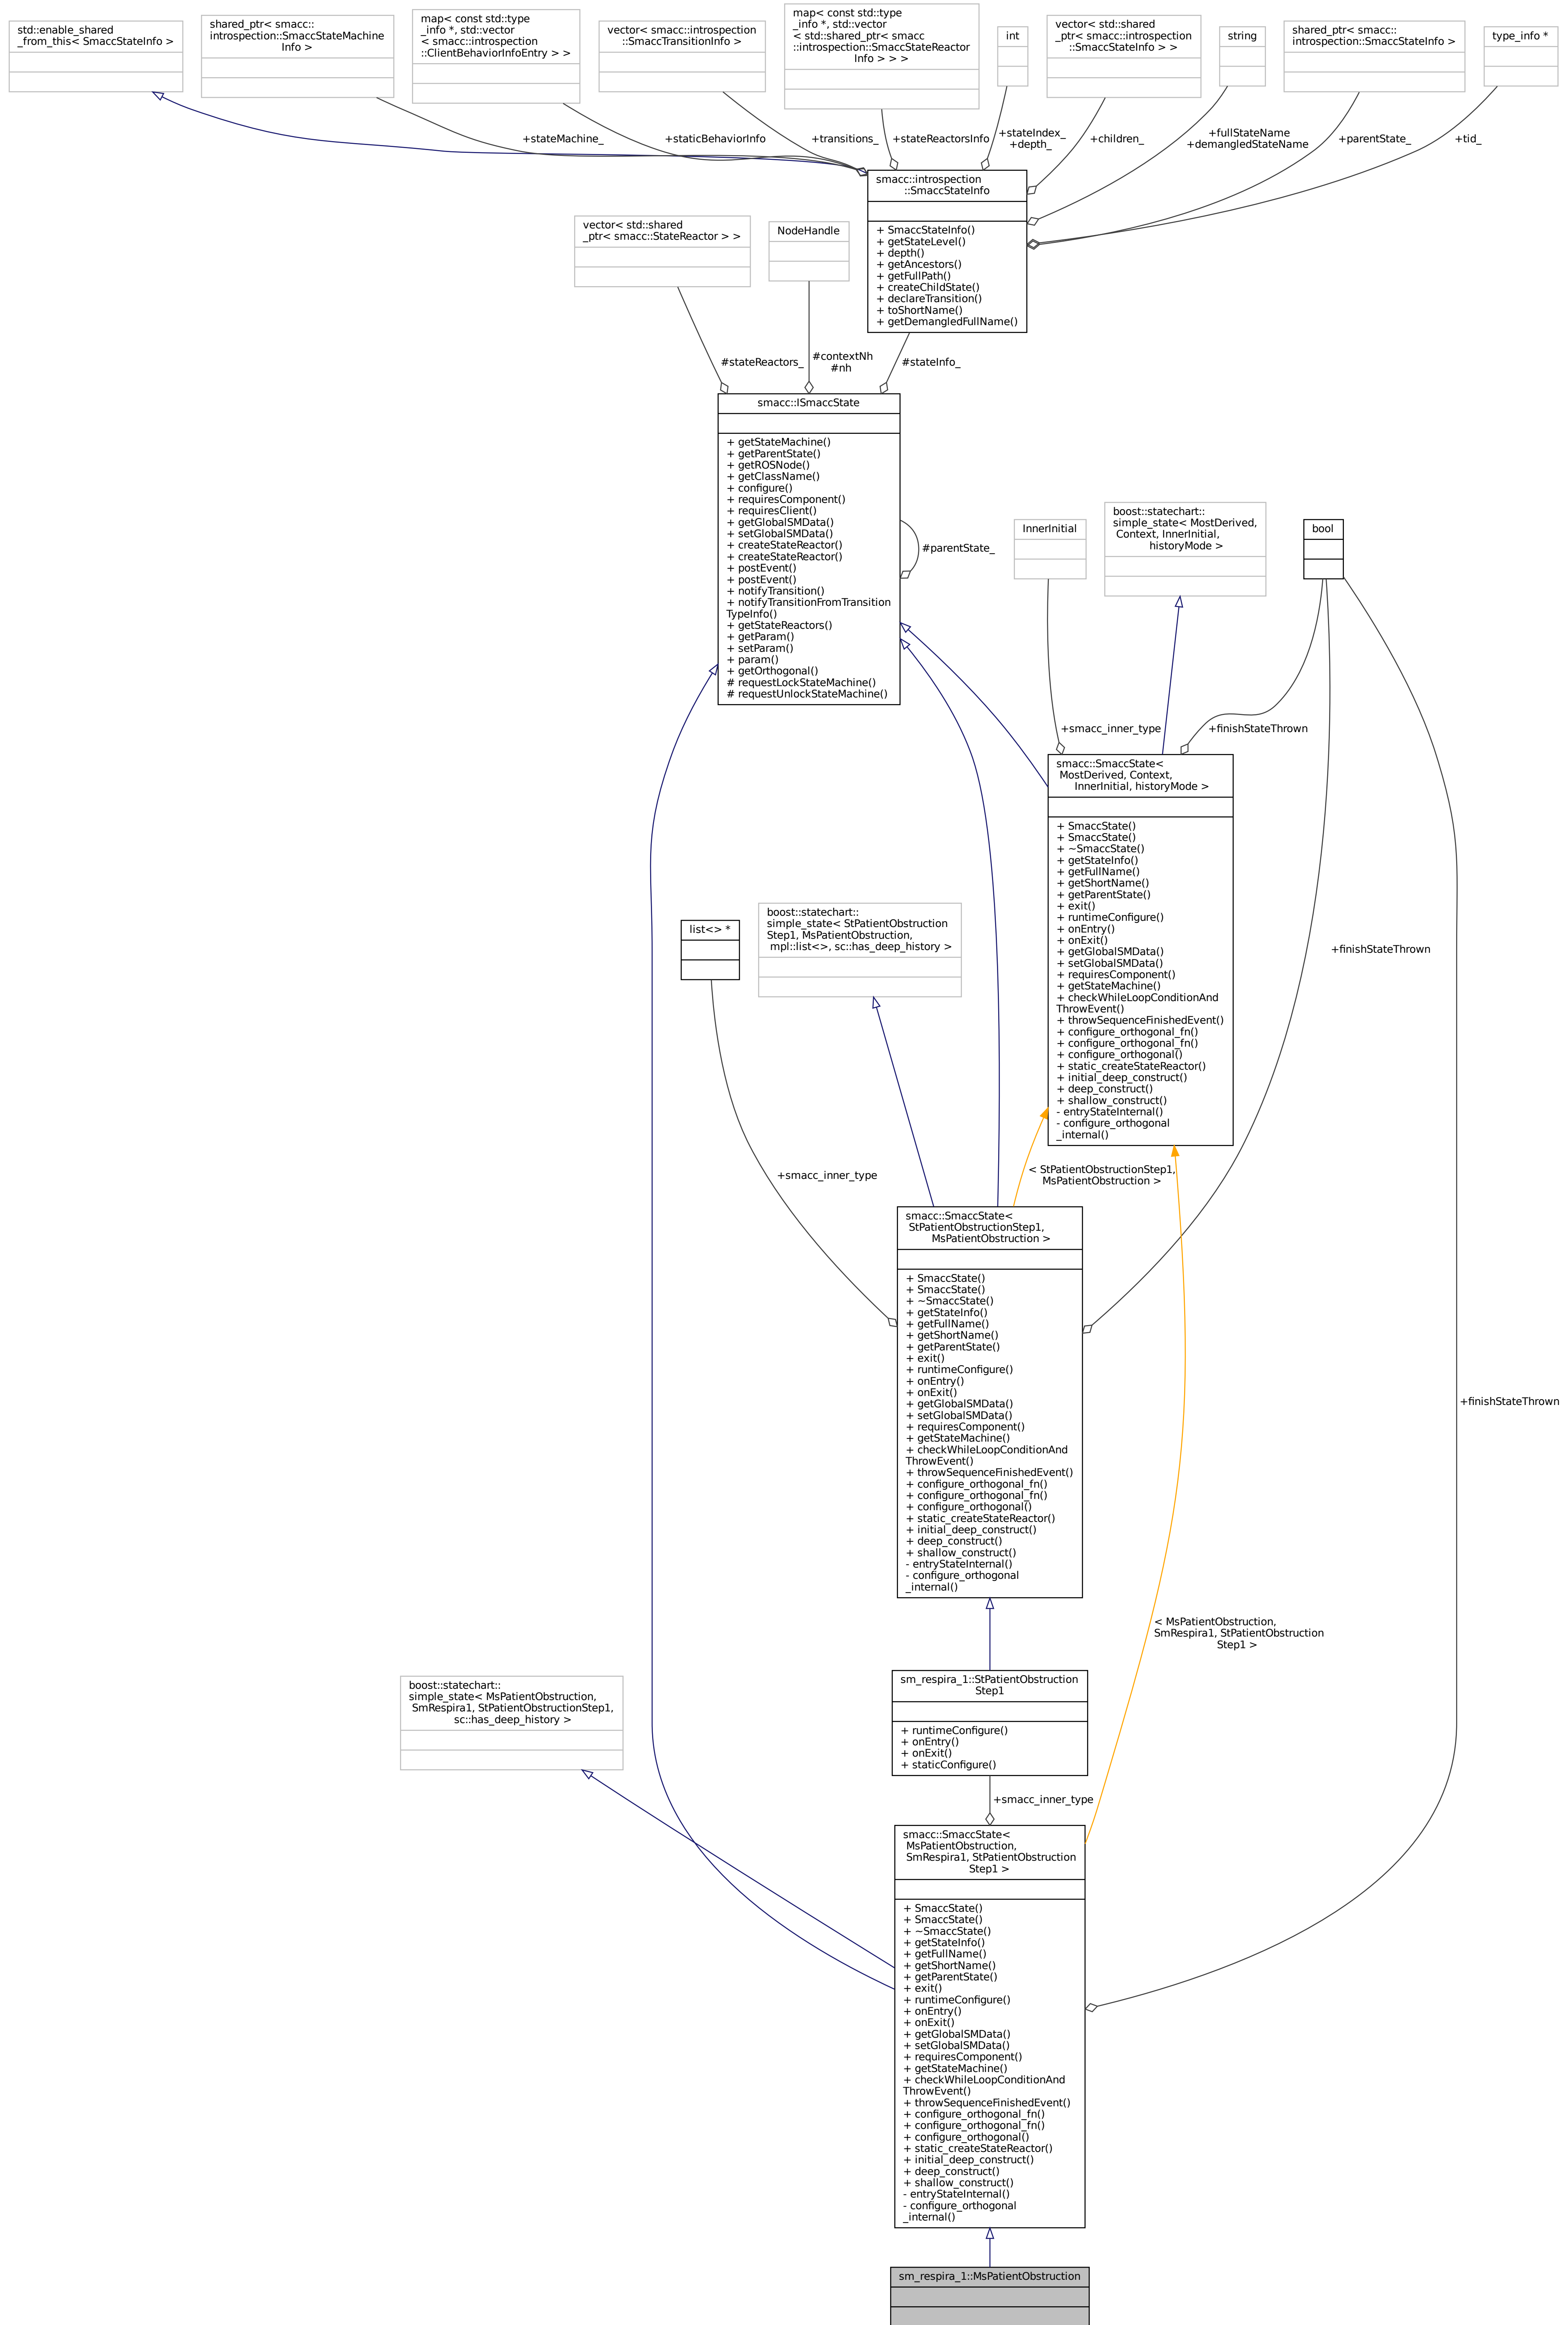 std::enable_shared
_from_this< SmaccStateInfo >
shared_ptr< smacc::
introspection::SmaccStateMachine
Info >
map< const std::type
_info *, std::vector
< smacc::introspection
::ClientBehaviorInfoEntry > >
vector< smacc::introspection
::SmaccTransitionInfo >
map< const std::type
_info *, std::vector
< std::shared_ptr< smacc
::introspection::SmaccStateReactor
Info > > >
int
vector< std::shared
_ptr< smacc::introspection
::SmaccStateInfo > >
string
shared_ptr< smacc::
introspection::SmaccStateInfo >
type_info *
+stateMachine_
+staticBehaviorInfo
+transitions_
+stateReactorsInfo
+stateIndex_
+depth_
+children_
+fullStateName
+demangledStateName
+parentState_
+tid_
smacc::introspection
::SmaccStateInfo
+ SmaccStateInfo()
+ getStateLevel()
+ depth()
+ getAncestors()
+ getFullPath()
+ createChildState()
+ declareTransition()
+ toShortName()
+ getDemangledFullName()
vector< std::shared
_ptr< smacc::StateReactor > >
NodeHandle
#stateReactors_
#contextNh
#nh
#stateInfo_
smacc::ISmaccState
+ getStateMachine()
+ getParentState()
+ getROSNode()
+ getClassName()
+ configure()
+ requiresComponent()
+ requiresClient()
+ getGlobalSMData()
+ setGlobalSMData()
+ createStateReactor()
+ createStateReactor()
+ postEvent()
+ postEvent()
+ notifyTransition()
+ notifyTransitionFromTransition
TypeInfo()
+ getStateReactors()
+ getParam()
+ setParam()
+ param()
+ getOrthogonal()
# requestLockStateMachine()
# requestUnlockStateMachine()
#parentState_
InnerInitial
boost::statechart::
simple_state< MostDerived,
Context, InnerInitial,
historyMode >
bool
+smacc_inner_type
+finishStateThrown
smacc::SmaccState<
MostDerived, Context,
InnerInitial, historyMode >
+ SmaccState()
+ SmaccState()
+ ~SmaccState()
+ getStateInfo()
+ getFullName()
+ getShortName()
+ getParentState()
+ exit()
+ runtimeConfigure()
+ onEntry()
+ onExit()
+ getGlobalSMData()
+ setGlobalSMData()
+ requiresComponent()
+ getStateMachine()
+ checkWhileLoopConditionAnd
ThrowEvent()
+ throwSequenceFinishedEvent()
+ configure_orthogonal_fn()
+ configure_orthogonal_fn()
+ configure_orthogonal()
+ static_createStateReactor()
+ initial_deep_construct()
+ deep_construct()
+ shallow_construct()
- entryStateInternal()
- configure_orthogonal
_internal()
list<> *
boost::statechart::
simple_state< StPatientObstruction
Step1, MsPatientObstruction,
mpl::list<>, sc::has_deep_history >
+finishStateThrown
+smacc_inner_type
< StPatientObstructionStep1,
MsPatientObstruction >
smacc::SmaccState<
StPatientObstructionStep1,
MsPatientObstruction >
+ SmaccState()
+ SmaccState()
+ ~SmaccState()
+ getStateInfo()
+ getFullName()
+ getShortName()
+ getParentState()
+ exit()
+ runtimeConfigure()
+ onEntry()
+ onExit()
+ getGlobalSMData()
+ setGlobalSMData()
+ requiresComponent()
+ getStateMachine()
+ checkWhileLoopConditionAnd
ThrowEvent()
+ throwSequenceFinishedEvent()
+ configure_orthogonal_fn()
+ configure_orthogonal_fn()
+ configure_orthogonal()
+ static_createStateReactor()
+ initial_deep_construct()
+ deep_construct()
+ shallow_construct()
- entryStateInternal()
- configure_orthogonal
_internal()
+finishStateThrown
< MsPatientObstruction,
SmRespira1, StPatientObstruction
Step1 >
boost::statechart::
simple_state< MsPatientObstruction,
SmRespira1, StPatientObstructionStep1,
sc::has_deep_history >
sm_respira_1::StPatientObstruction
Step1
+ runtimeConfigure()
+ onEntry()
+ onExit()
+ staticConfigure()
+smacc_inner_type
smacc::SmaccState<
MsPatientObstruction,
SmRespira1, StPatientObstruction
Step1 >
+ SmaccState()
+ SmaccState()
+ ~SmaccState()
+ getStateInfo()
+ getFullName()
+ getShortName()
+ getParentState()
+ exit()
+ runtimeConfigure()
+ onEntry()
+ onExit()
+ getGlobalSMData()
+ setGlobalSMData()
+ requiresComponent()
+ getStateMachine()
+ checkWhileLoopConditionAnd
ThrowEvent()
+ throwSequenceFinishedEvent()
+ configure_orthogonal_fn()
+ configure_orthogonal_fn()
+ configure_orthogonal()
+ static_createStateReactor()
+ initial_deep_construct()
+ deep_construct()
+ shallow_construct()
- entryStateInternal()
- configure_orthogonal
_internal()
sm_respira_1::MsPatientObstruction